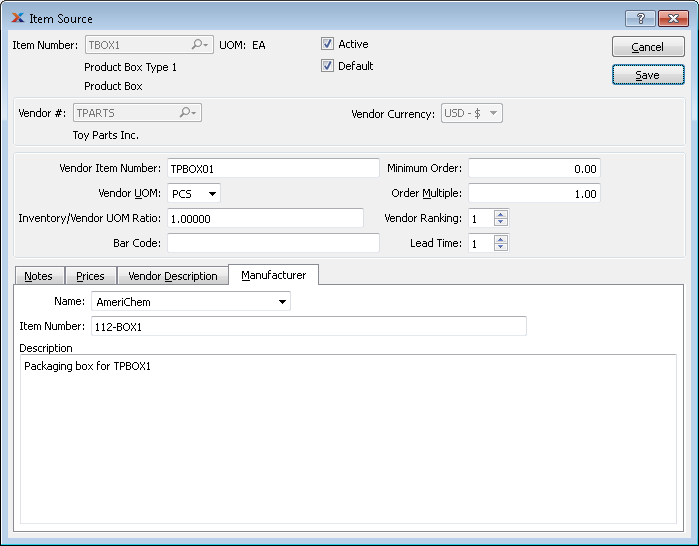 Item Source
Item Number: TBOX1 UOM: EA Active
Cancel
Product Box Type 1 Default
Save
Product Box
Vendor #: TPARTS Vendor Currency: USD - $
Toy Parts Inc.
Vendor Item Number: TPBOX01 Minimum Order: 0.00
Vendor UOM: PCS Order Multiple: 1.00
Inventory/Vendor UOM Ratio: 1.00000 Vendor Ranking: 1
Bar Code: Lead Time: 1
Notes Prices Vendor Description Manufacturer
Name: AmeriChem
Item Number: 112-BOX1
Description
Packaging box for TPBOX1